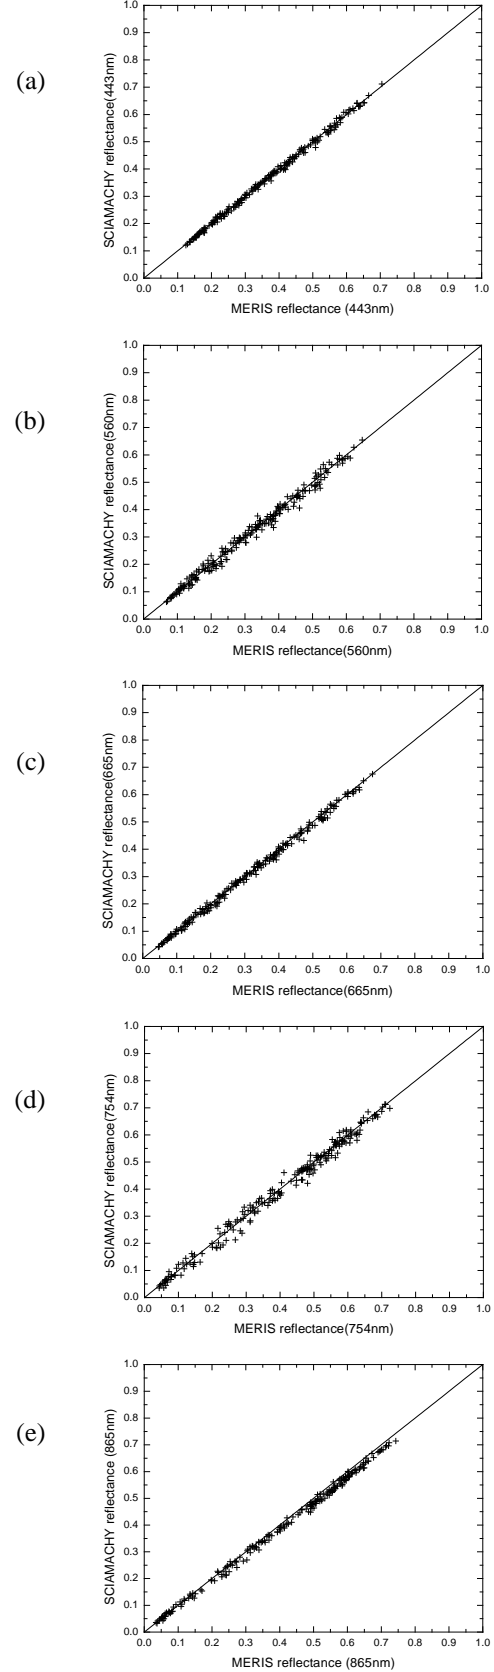 (a)
SCIAMACHY reflectance(443nm)
1.0
0.9
0.8
0.7
0.6
0.5
0.4
0.3
0.2
0.1
0.0
0.0 0.1 0.2 0.3 0.4 0.5 0.6 0.7 0.8 0.9 1.0
MERIS reflectance (443nm)
(b)
SCIAMACHY reflectance(560nm)
1.0
0.9
0.8
0.7
0.6
0.5
0.4
0.3
0.2
0.1
0.0
0.0 0.1 0.2 0.3 0.4 0.5 0.6 0.7 0.8 0.9 1.0
MERIS reflectance(560nm)
(c)
SCIAMACHY reflectance(665nm)
1.0
0.9
0.8
0.7
0.6
0.5
0.4
0.3
0.2
0.1
0.0
0.0 0.1 0.2 0.3 0.4 0.5 0.6 0.7 0.8 0.9 1.0
MERIS reflectance(665nm)
(d)
SCIAMACHY reflectance(754nm)
1.0
0.9
0.8
0.7
0.6
0.5
0.4
0.3
0.2
0.1
0.0
0.0 0.1 0.2 0.3 0.4 0.5 0.6 0.7 0.8 0.9 1.0
MERIS reflectance(754nm)
(e)
SCIAMACHY reflectance (865nm)
1.0
0.9
0.8
0.7
0.6
0.5
0.4
0.3
0.2
0.1
0.0
0.0 0.1 0.2 0.3 0.4 0.5 0.6 0.7 0.8 0.9 1.0
MERIS reflectance (865nm)